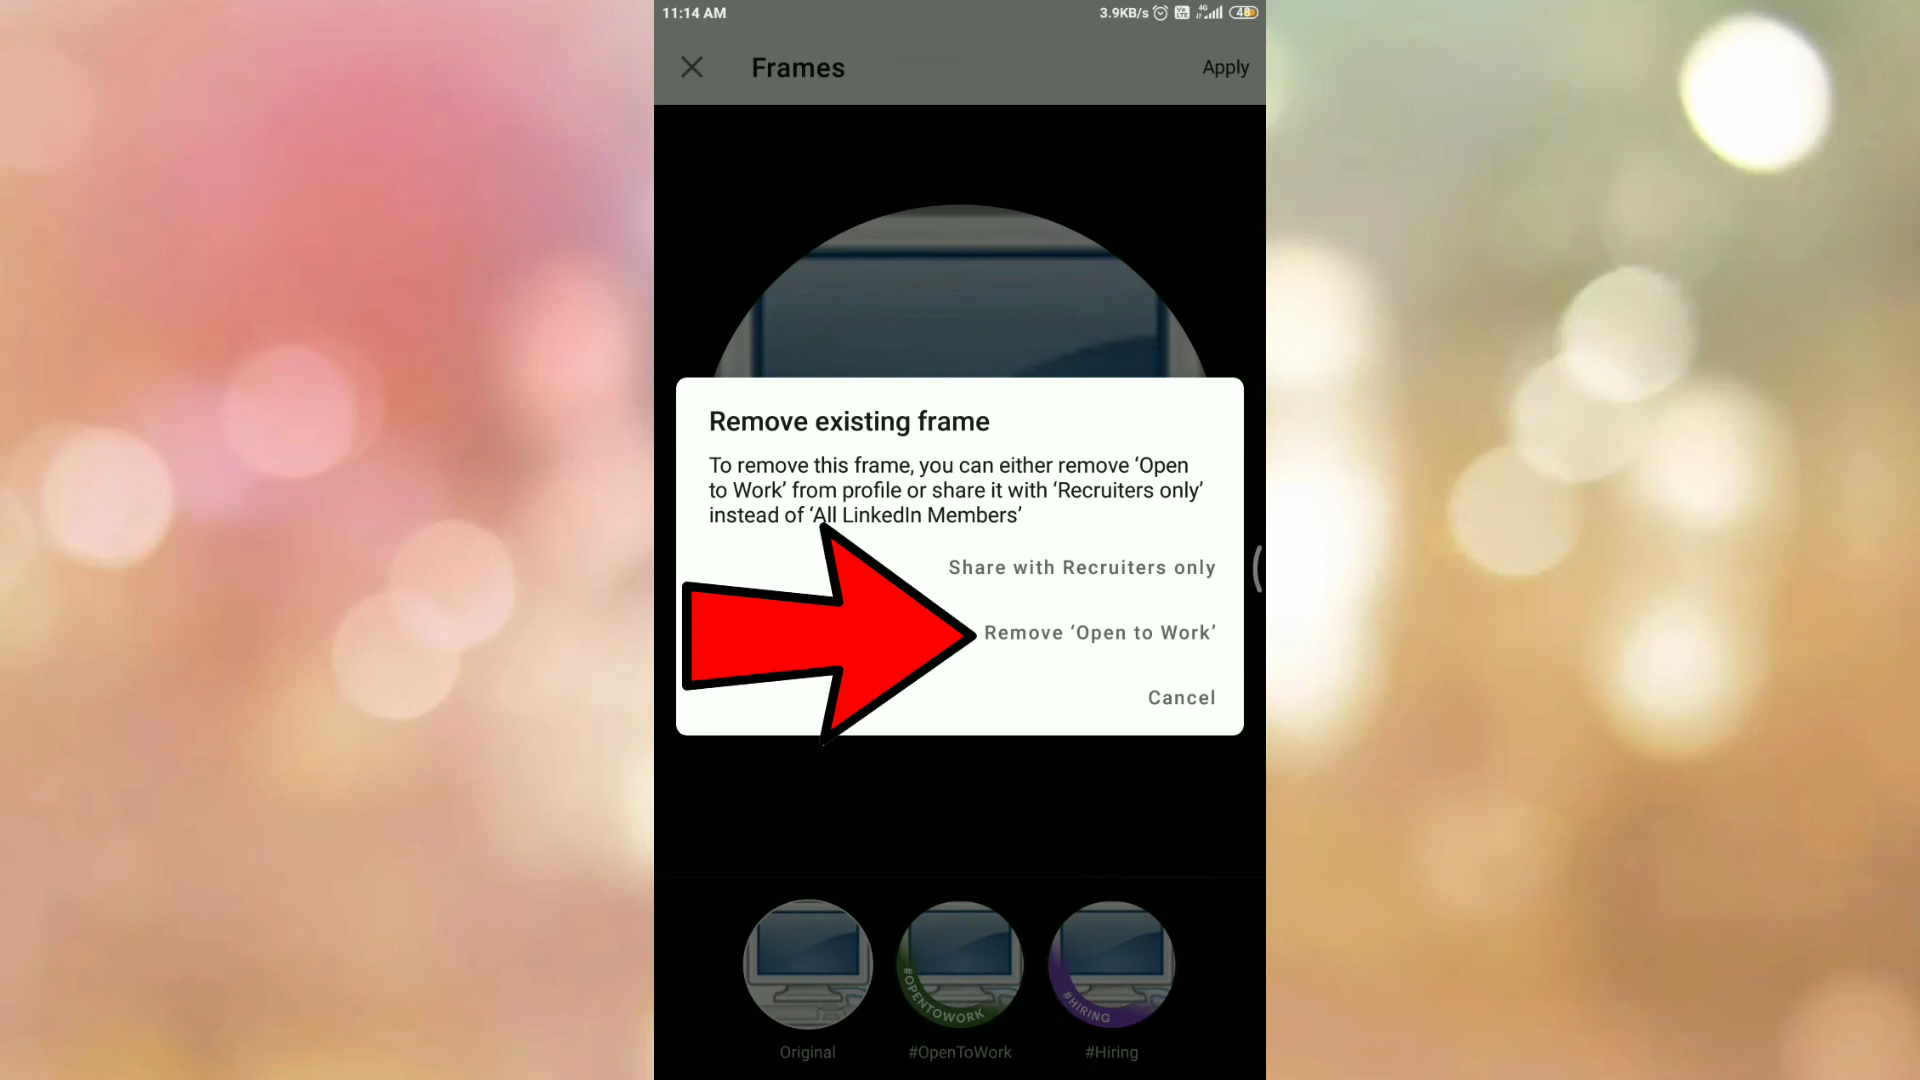 11:14 AM
3.9KB/s
4G
48
Frames
Apply
Remove existing frame
To remove this frame, you can either remove ‘Open
to Work’ from profile or share it with ‘Recruiters only’
instead of ‘All LinkedIn Members’
Share with Recruiters only
Remove ‘Open to Work’
Cancel
#OPENTOWORK
#HIRING
Original
#OpenToWork
#Hiring